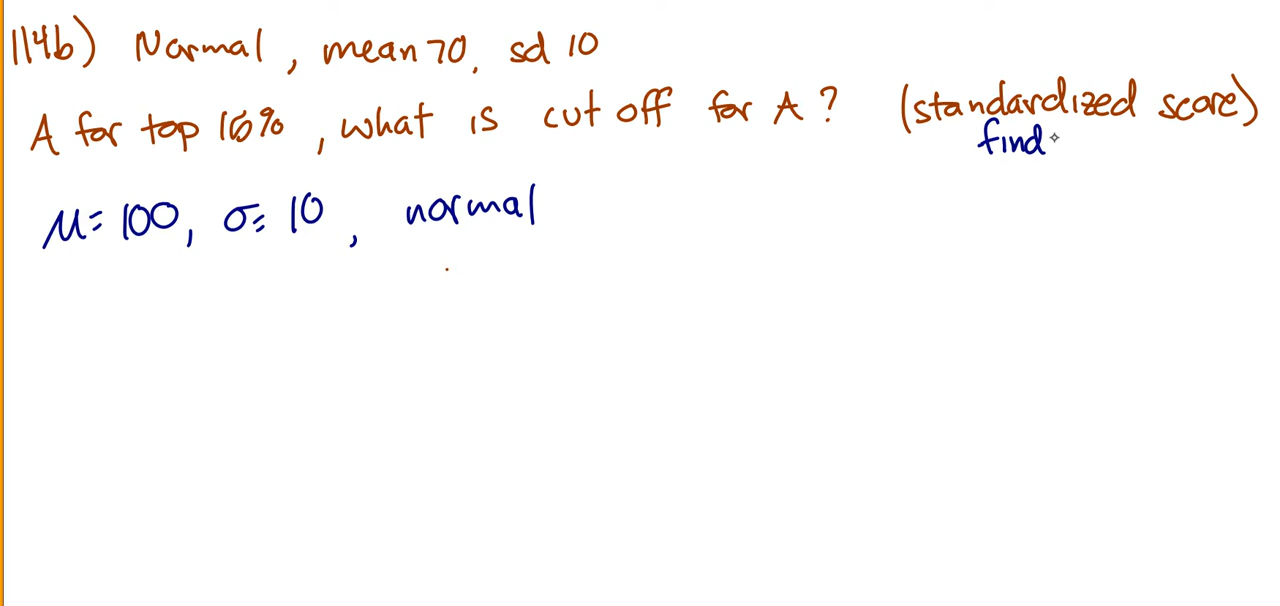 114b) Normal, mean 70, sd 10
A for top 16%, what is cut off for A? (standardized score)
find
μ = 100, σ = 10, normal